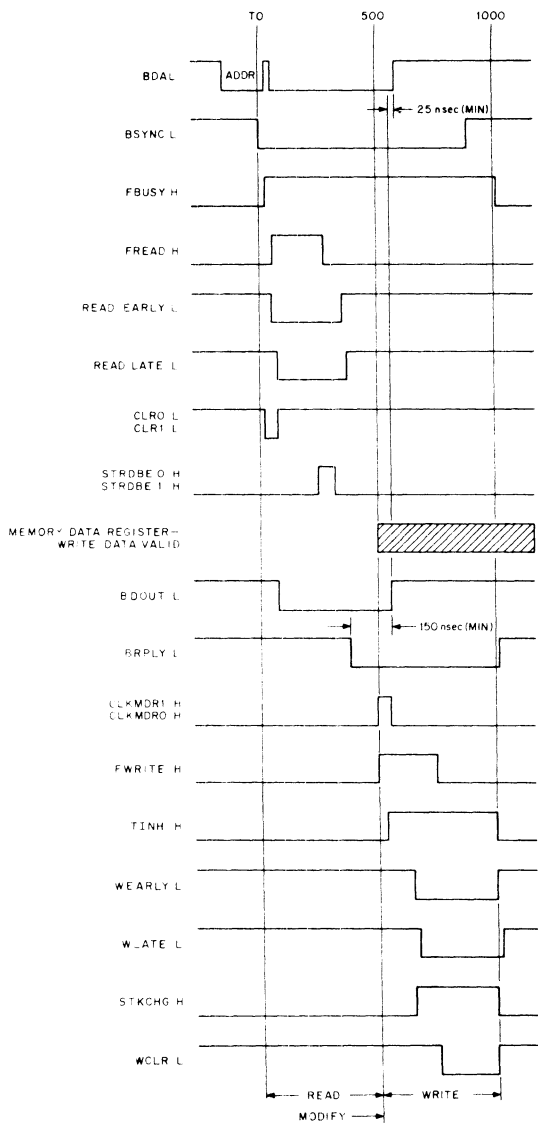 TO 500 1000
BDAL ADDR
25 nsec (MIN)
BSYNC L
FBUSY H
FREAD H
READ EARLY L
READ LATE L
CLR0 L
CLR1 L
STRDBE 0 H
STRDBE 1 H
MEMORY DATA REGISTER-
WRITE DATA VALID
BDOUT L
150 nsec (MIN)
BRPLY L
CLKMDR1 H
CLKMDR0 H
FWRITE H
TINH H
WEARLY L
WLATE L
STKCHG H
WCLR L
READ WRITE
MODIFY